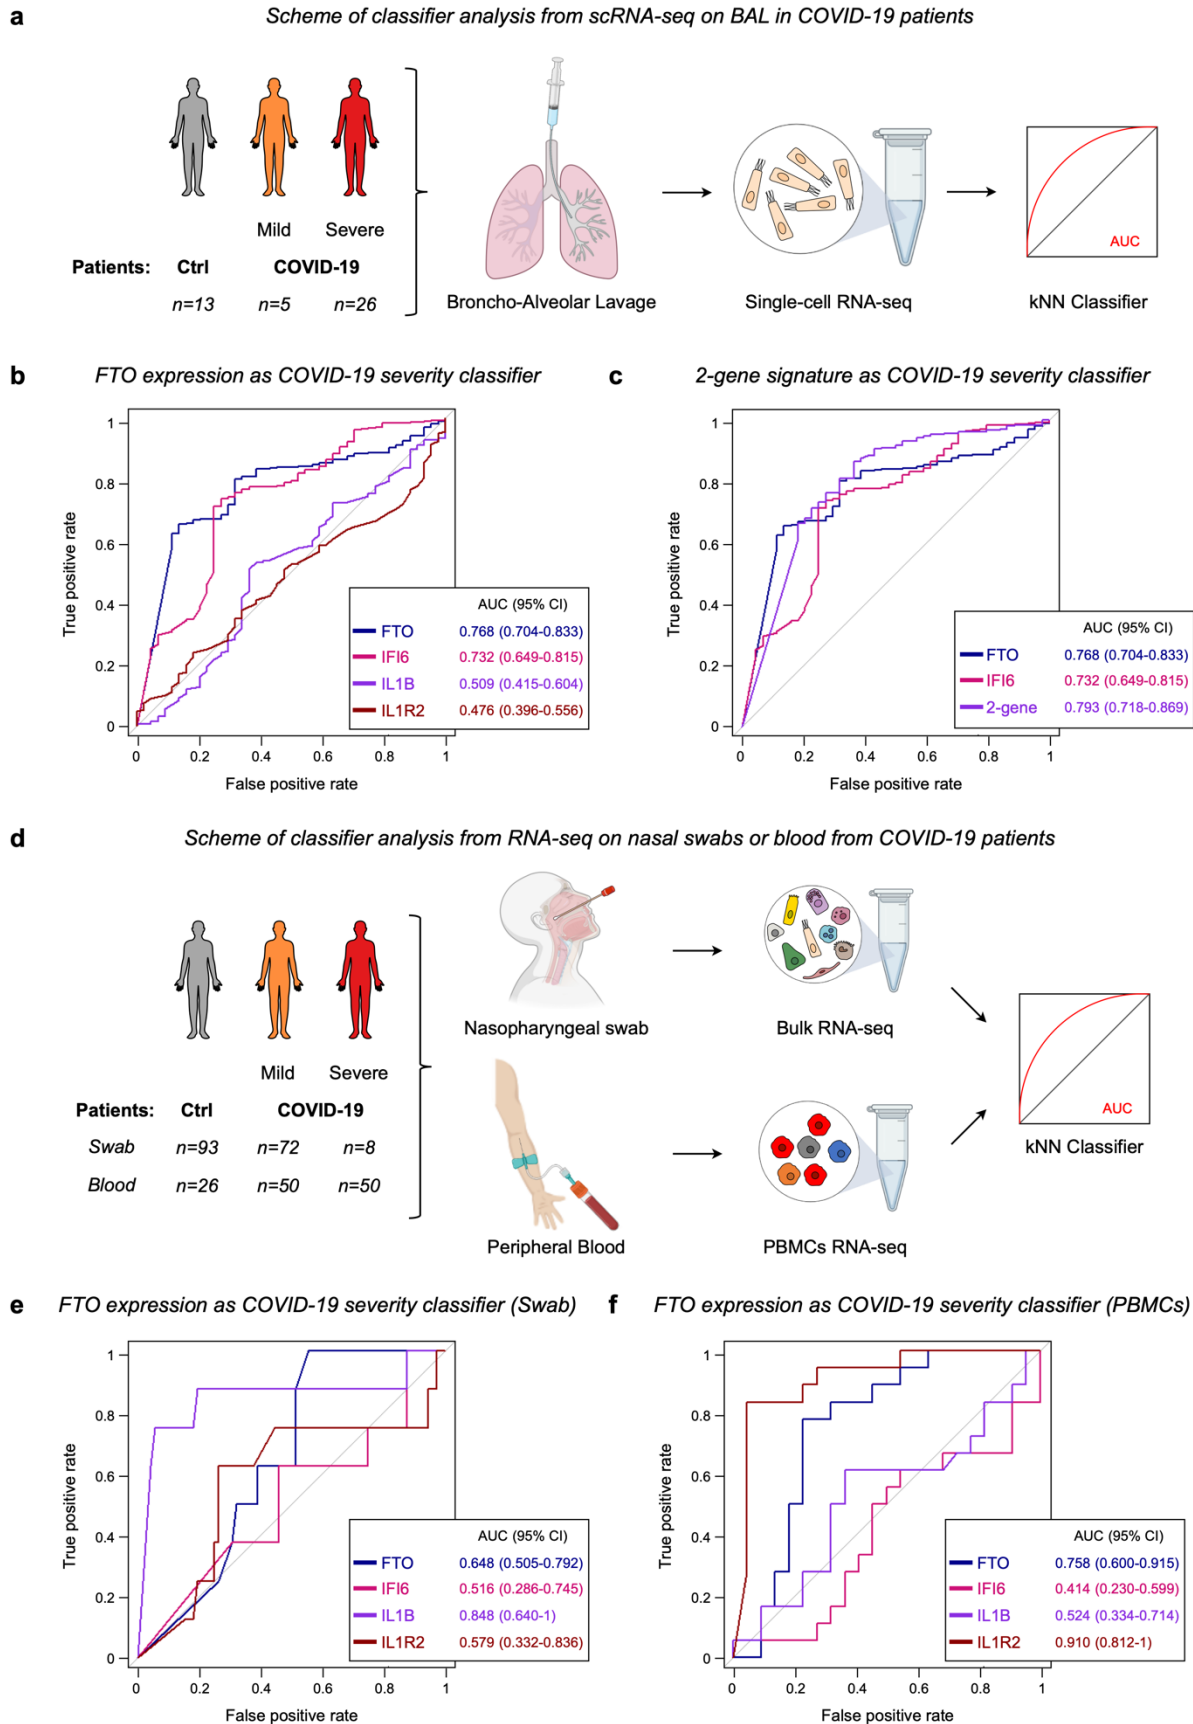 a
Scheme of classifier analysis from scRNA-seq on BAL in COVID-19 patients
Mild Severe
Patients: Ctrl COVID-19
n=13 n=5 n=26
Broncho-Alveolar Lavage
Single-cell RNA-seq
AUC
kNN Classifier
b
FTO expression as COVID-19 severity classifier
True positive rate
1
0.8
0.6
0.4
0.2
0
0 0.2 0.4 0.6 0.8 1
False positive rate
AUC (95% CI)
FTO 0.768 (0.704-0.833)
IFI6 0.732 (0.649-0.815)
IL1B 0.509 (0.415-0.604)
IL1R2 0.476 (0.396-0.556)
c
2-gene signature as COVID-19 severity classifier
True positive rate
1
0.8
0.6
0.4
0.2
0
0 0.2 0.4 0.6 0.8 1
False positive rate
AUC (95% CI)
FTO 0.768 (0.704-0.833)
IFI6 0.732 (0.649-0.815)
2-gene 0.793 (0.718-0.869)
d
Scheme of classifier analysis from RNA-seq on nasal swabs or blood from COVID-19 patients
Mild Severe
Patients: Ctrl COVID-19
Swab n=93 n=72 n=8
Blood n=26 n=50 n=50
Nasopharyngeal swab
Bulk RNA-seq
Peripheral Blood
PBMCs RNA-seq
AUC
kNN Classifier
e
FTO expression as COVID-19 severity classifier (Swab)
True positive rate
1
0.8
0.6
0.4
0.2
0
0 0.2 0.4 0.6 0.8 1
False positive rate
AUC (95% CI)
FTO 0.648 (0.505-0.792)
IFI6 0.516 (0.286-0.745)
IL1B 0.848 (0.640-1)
IL1R2 0.579 (0.332-0.836)
f
FTO expression as COVID-19 severity classifier (PBMCs)
True positive rate
1
0.8
0.6
0.4
0.2
0
0 0.2 0.4 0.6 0.8 1
False positive rate
AUC (95% CI)
FTO 0.758 (0.600-0.915)
IFI6 0.414 (0.230-0.599)
IL1B 0.524 (0.334-0.714)
IL1R2 0.910 (0.812-1)